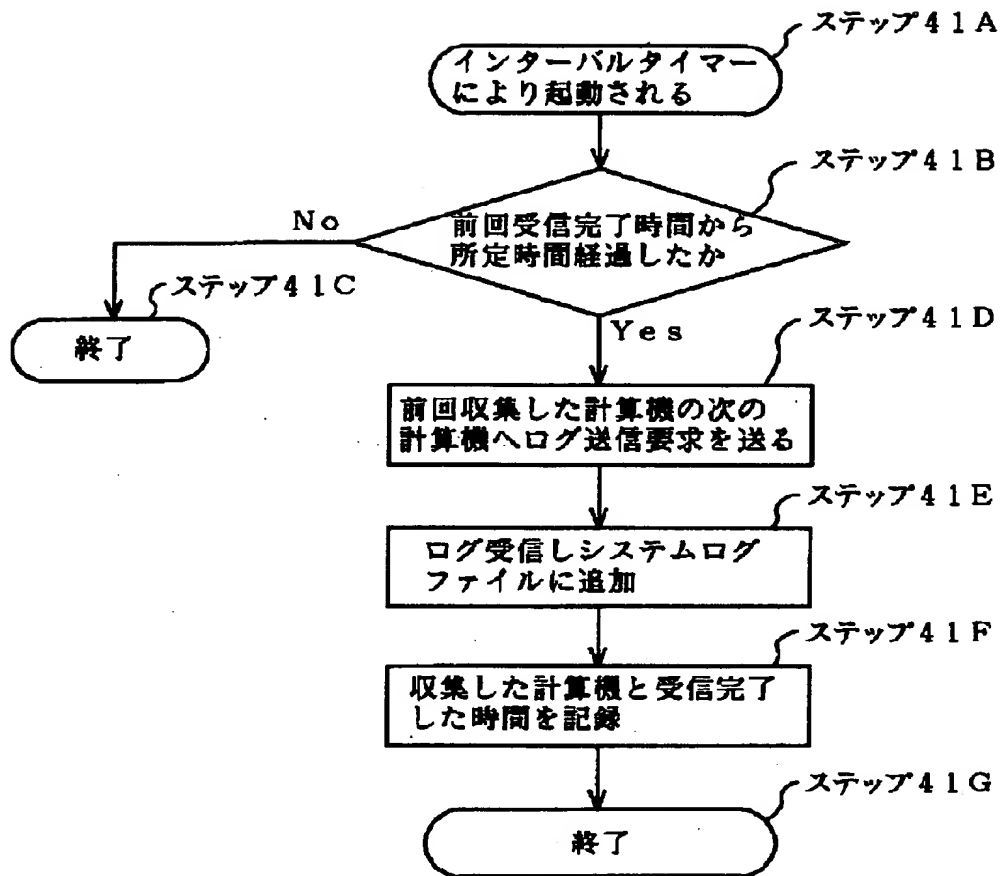 ステップ41A
インターバルタイマー
により起動される
ステップ41B
前回受信完了時間から
所定時間経過したか
No
ステップ41C
終了
Yes
ステップ41D
前回収集した計算機の次の
計算機へログ送信要求を送る
ステップ41E
ログ受信しシステムログ
ファイルに追加
ステップ41F
収集した計算機と受信完了
した時間を記録
ステップ41G
終了